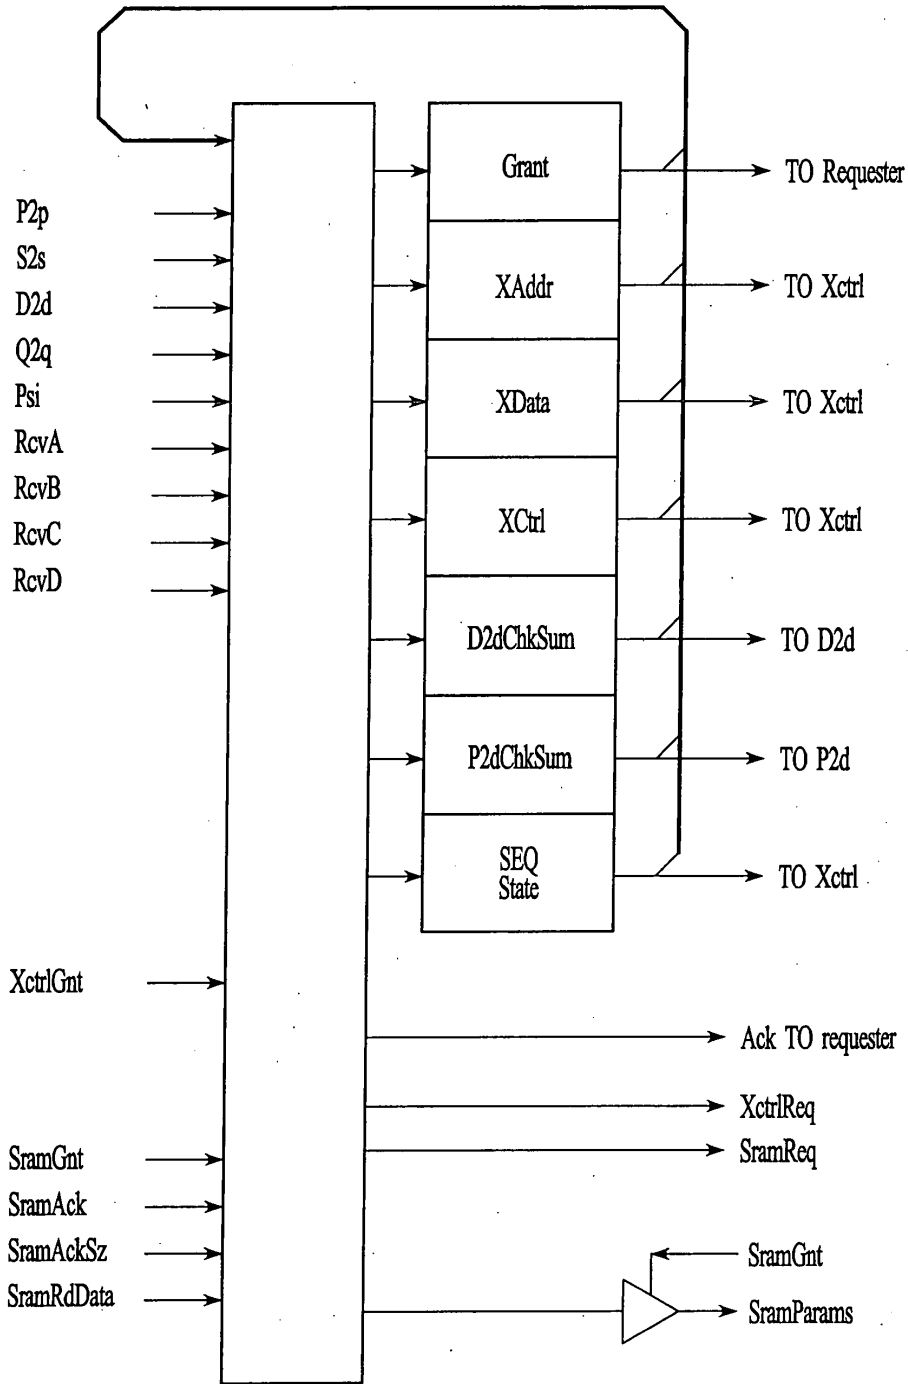 Grant
TO Requester
P2p
S2s
XAddr
TO Xctrl
D2d
Q2q
Psi
XData
TO Xctrl
RcvA
RcvB
RcvC
XCtrl
TO Xctrl
RcvD
D2dChkSum
TO D2d
P2dChkSum
TO P2d
SEQ
State
TO Xctrl
XctrlGnt
Ack TO requester
XctrlReq
SramGnt
SramReq
SramAck
SramAckSz
SramGnt
SramRdData
SramParams